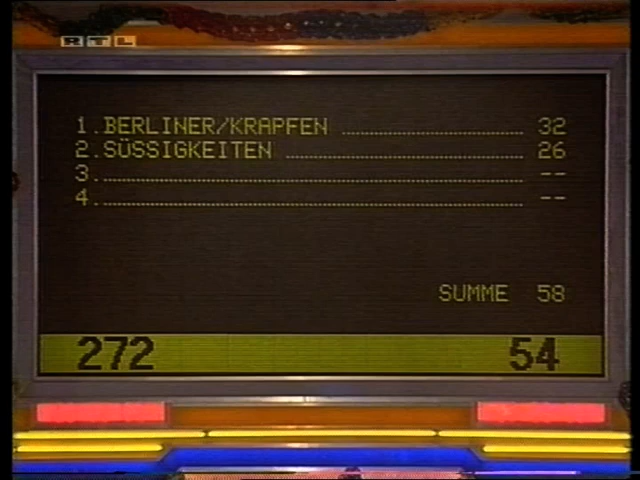 RTL
1.BERLINER/KRAPFEN ........................ 32
2.SÜSSIGKEITEN ........................ 26
3........................ --
4........................ --
SUMME 58
272 54